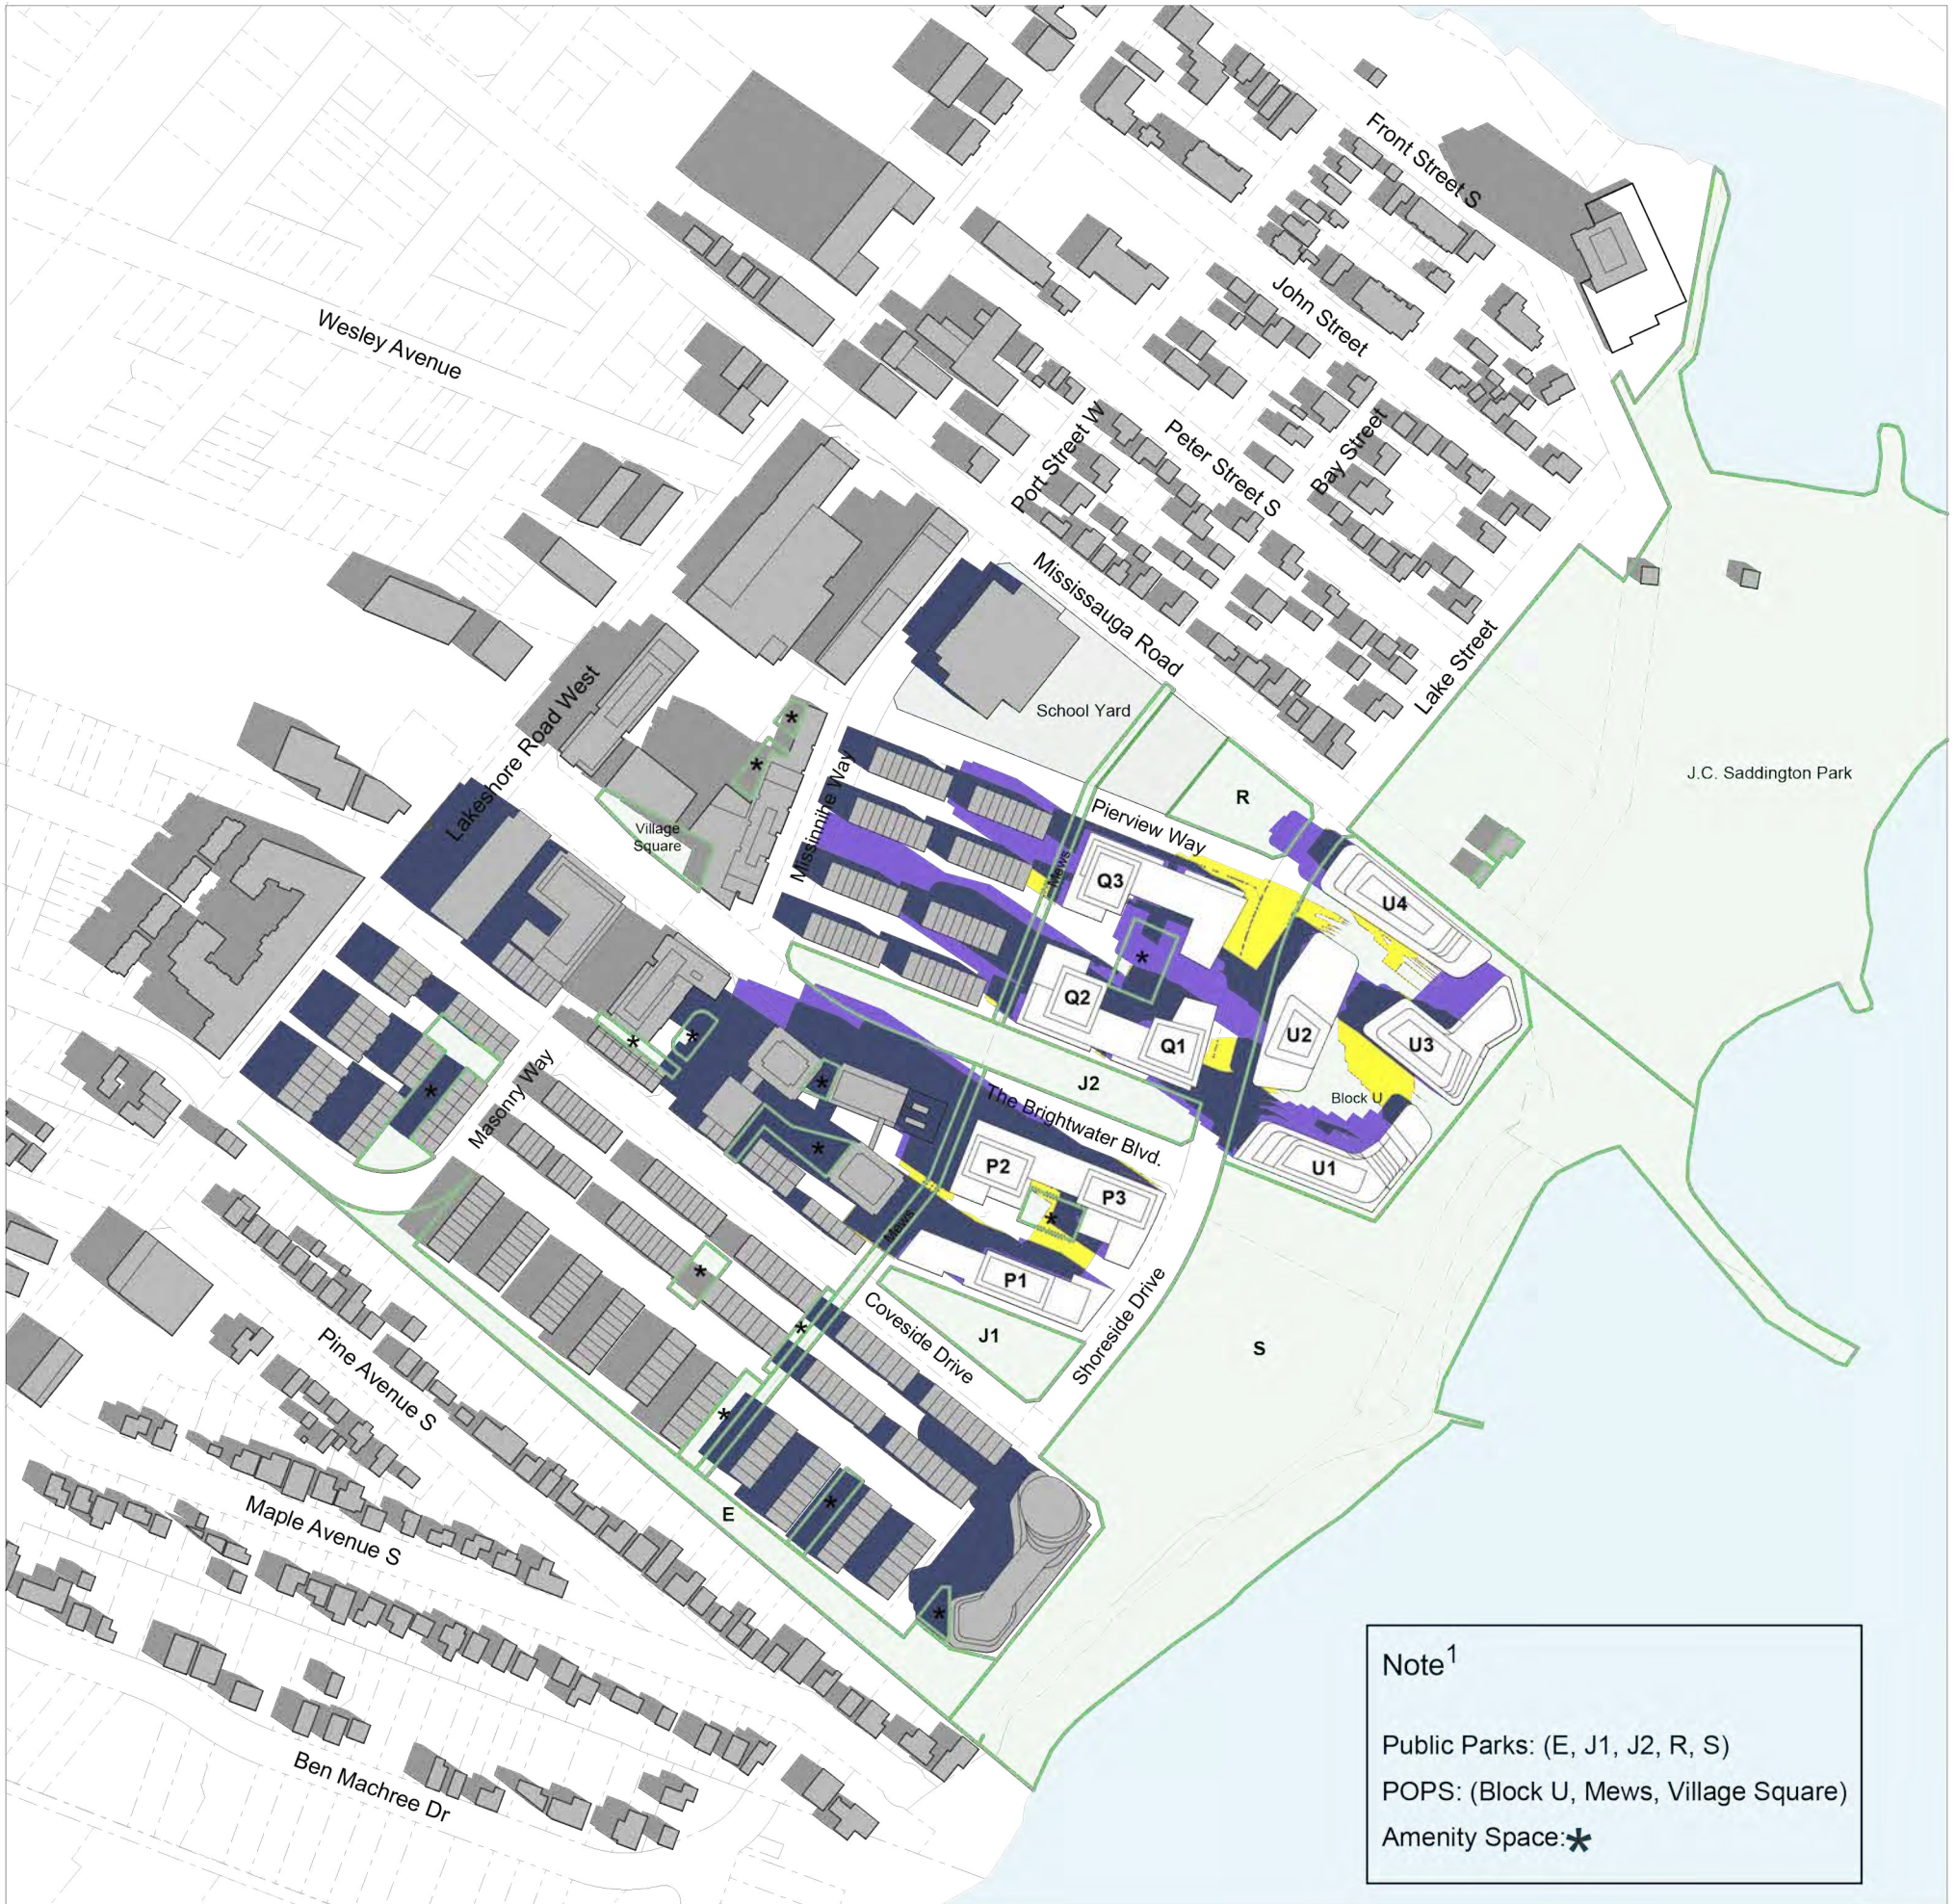 Front Street S
John Street
Wesley Avenue
Port Street W
Peter Street S
Bay Street
Mississauga Road
Lake Street
Lakeshore Road West
School Yard
J.C. Saddington Park
R
Missinnihe Way
Pierview Way
Village
Square
Mews
Q3
U4
*
*
*
Q2
Q1
U2
U3
J2
Block U
The Brightwater Blvd.
U1
*
*
*
*
*
Masonry Way
P2
P3
*
Mews
P1
*
Coveside Drive
J1
Shoreside Drive
S
*
*
Pine Avenue S
E
*
Maple Avenue S
*
Ben Machree Dr
Note1
Public Parks: (E, J1, J2, R, S)
POPS: (Block U, Mews, Village Square)
Amenity Space:*